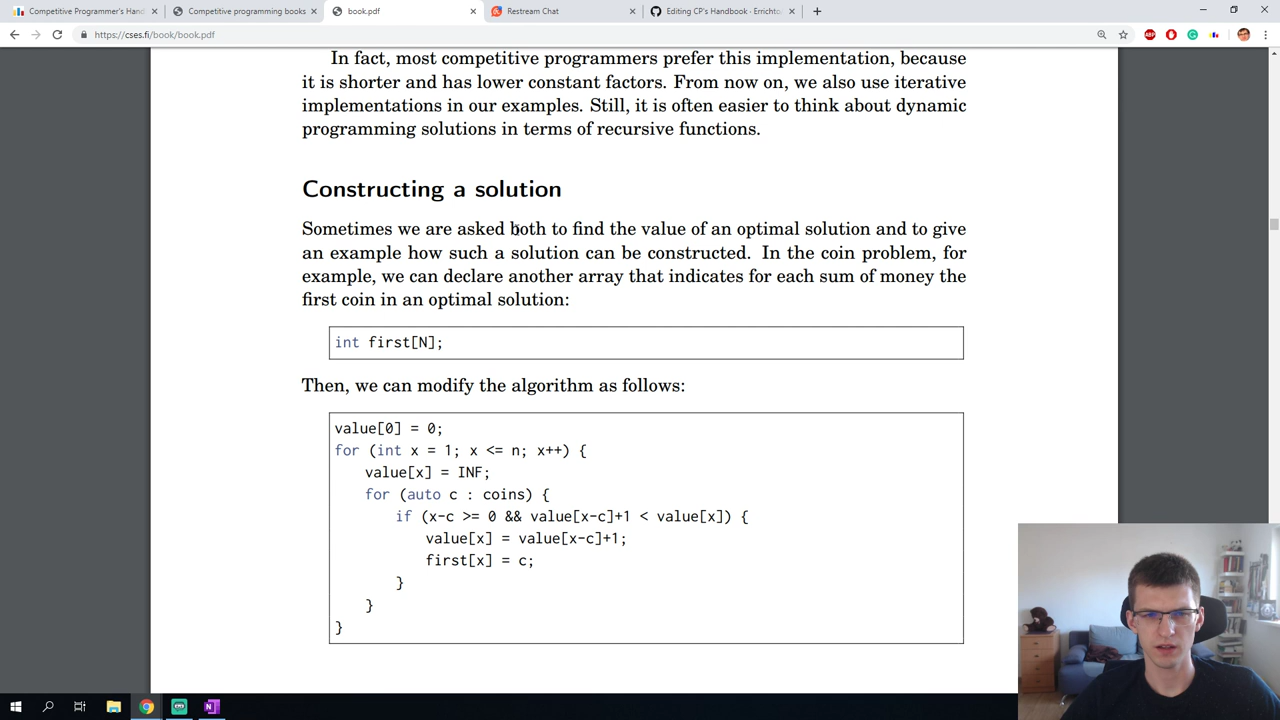 Competitive Programmer's Hand
Competitive programming books
book.pdf
Restream Chat
Editing CP's Handbook · Errichto
https://cses.fi/book/book.pdf
In fact, most competitive programmers prefer this implementation, because
it is shorter and has lower constant factors. From now on, we also use iterative
implementations in our examples. Still, it is often easier to think about dynamic
programming solutions in terms of recursive functions.
Constructing a solution
Sometimes we are asked both to find the value of an optimal solution and to give
an example how such a solution can be constructed. In the coin problem, for
example, we can declare another array that indicates for each sum of money the
first coin in an optimal solution:
int first[N];
Then, we can modify the algorithm as follows:
value[0] = 0;
for (int x = 1; x <= n; x++) {
value[x] = INF;
for (auto c : coins) {
if (x-c >= 0 && value[x-c]+1 < value[x]) {
value[x] = value[x-c]+1;
first[x] = c;
}
}
}